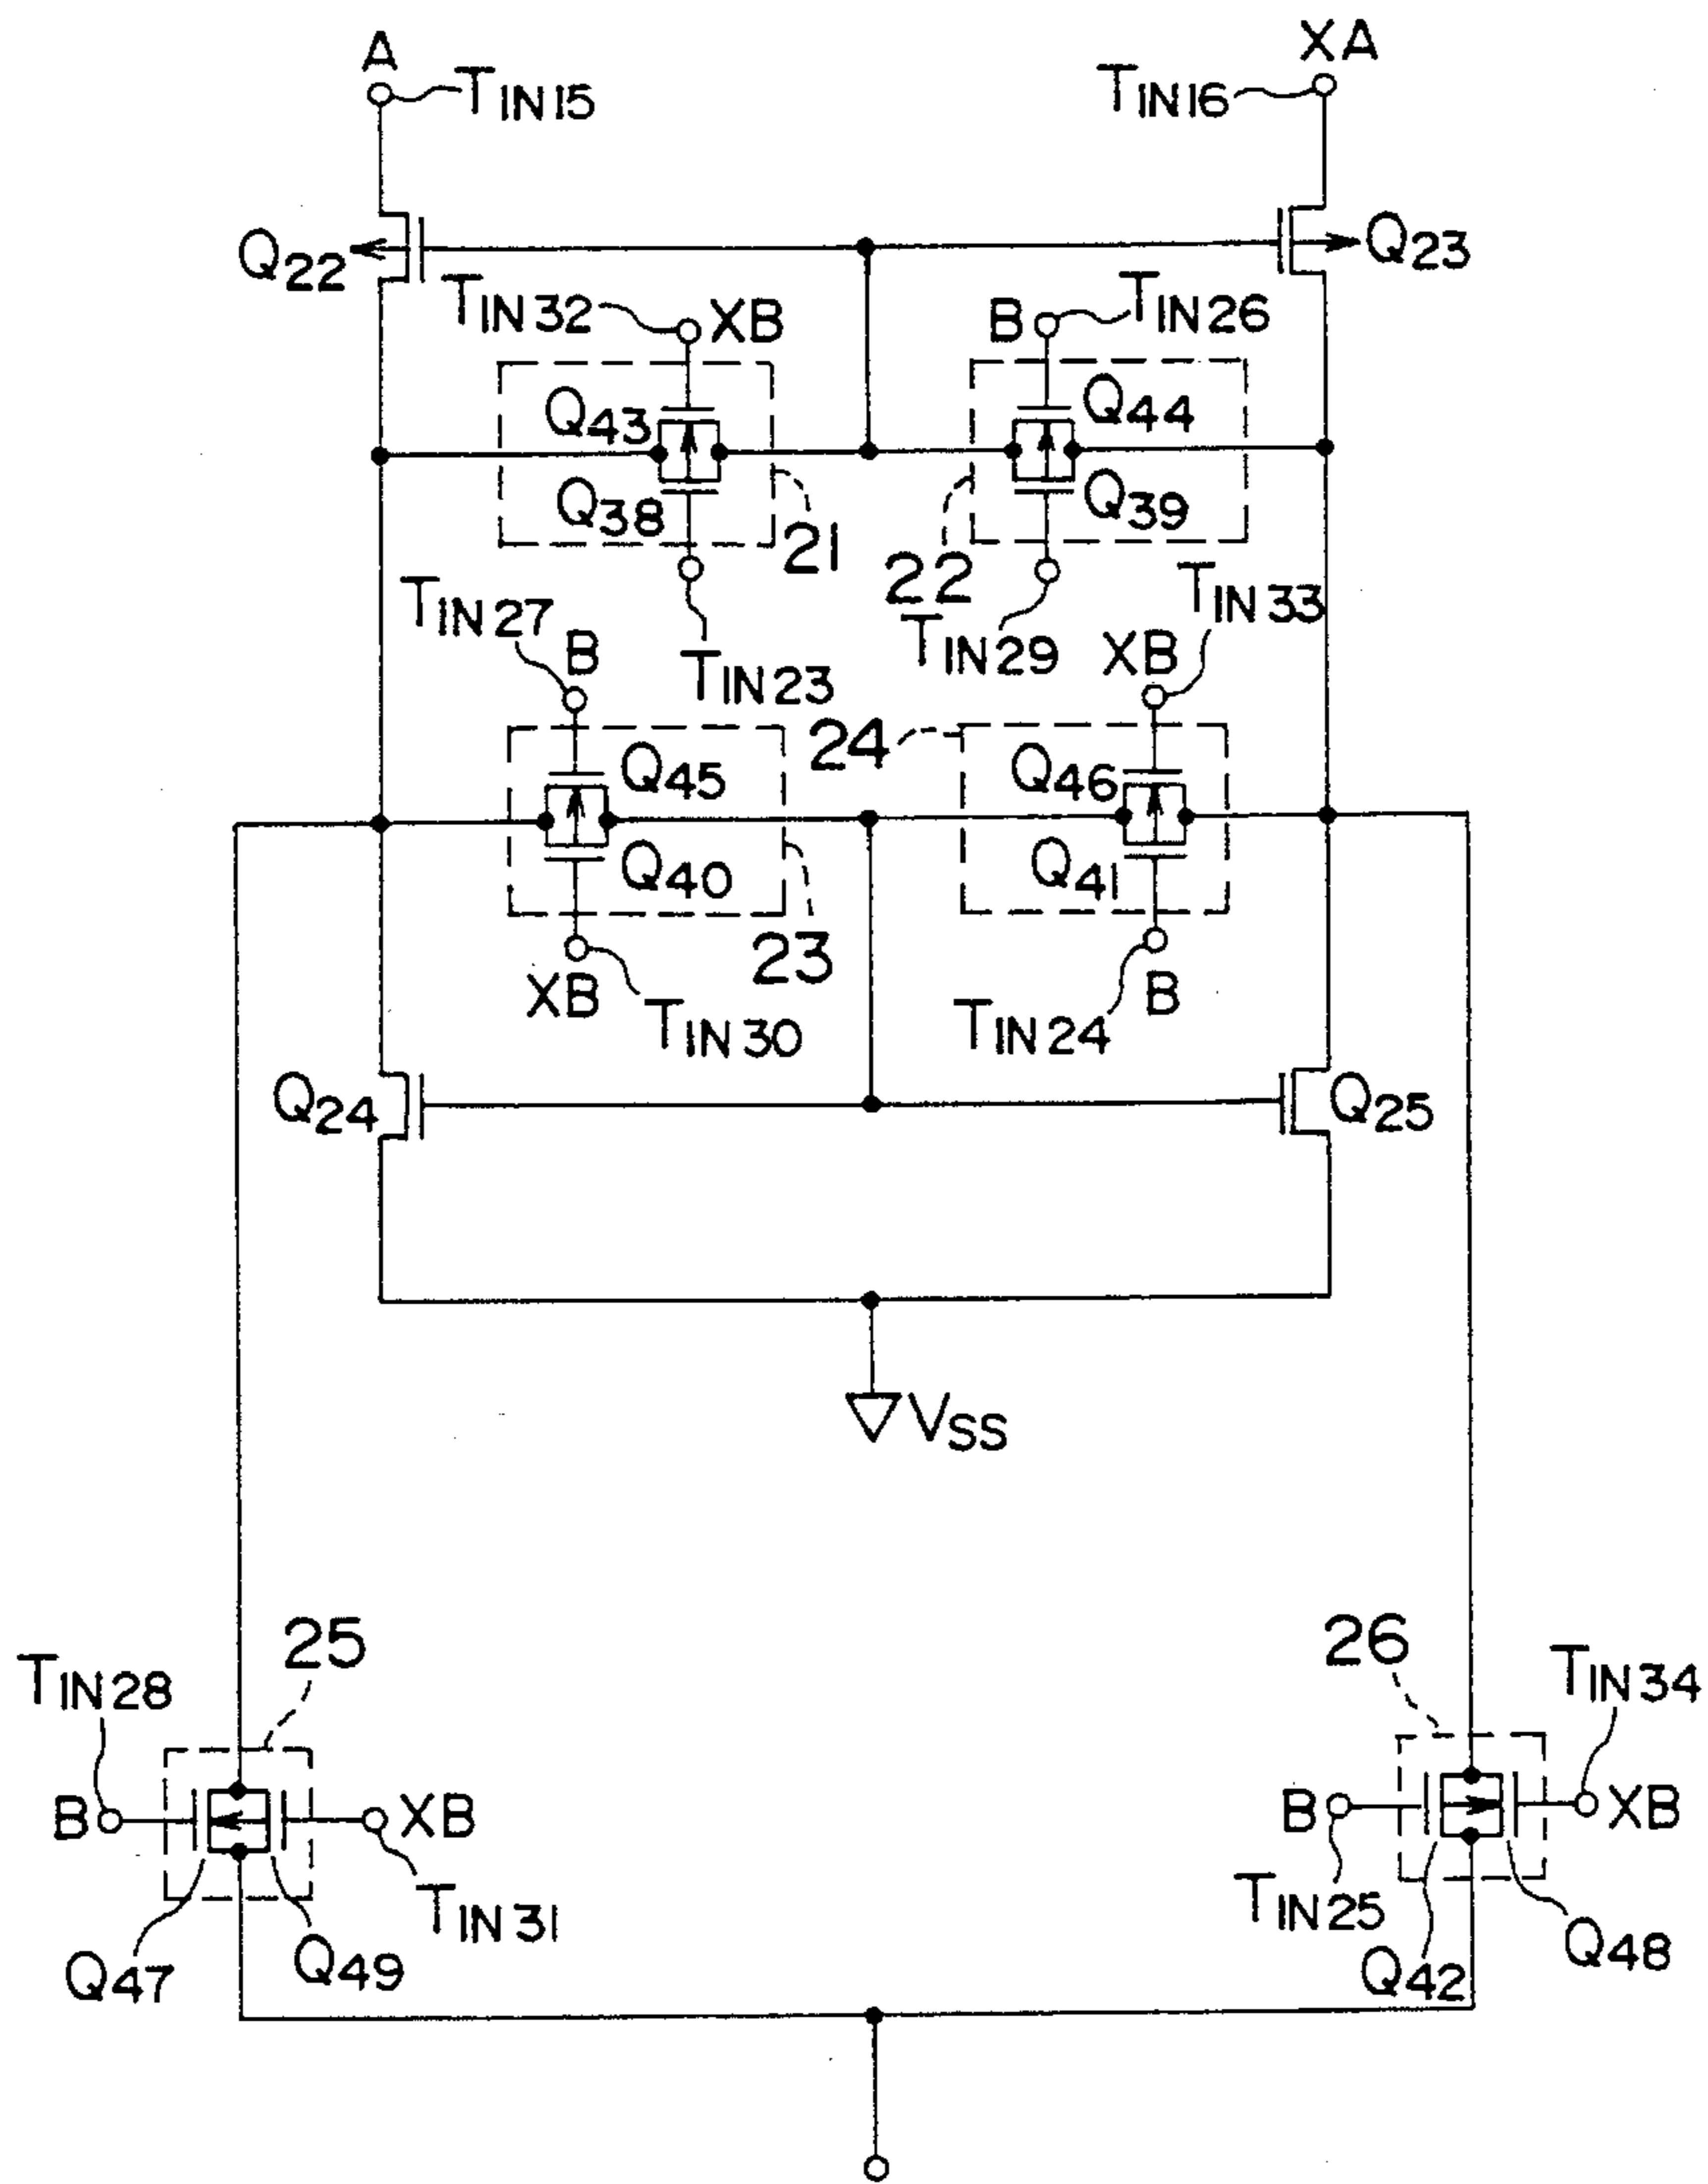 A
XA
TIN15
TIN16
Q22
Q23
TIN32
XB
B
TIN26
Q43
Q44
Q38
Q39
21
22
TIN27
B
TIN23
TIN29
XB
TIN33
24
Q45
Q46
Q40
Q41
23
XB
TIN30
TIN24
B
Q24
Q25
VSS
25
26
TIN28
TIN34
B
XB
B
XB
TIN31
TIN25
Q47
Q49
Q42
Q48